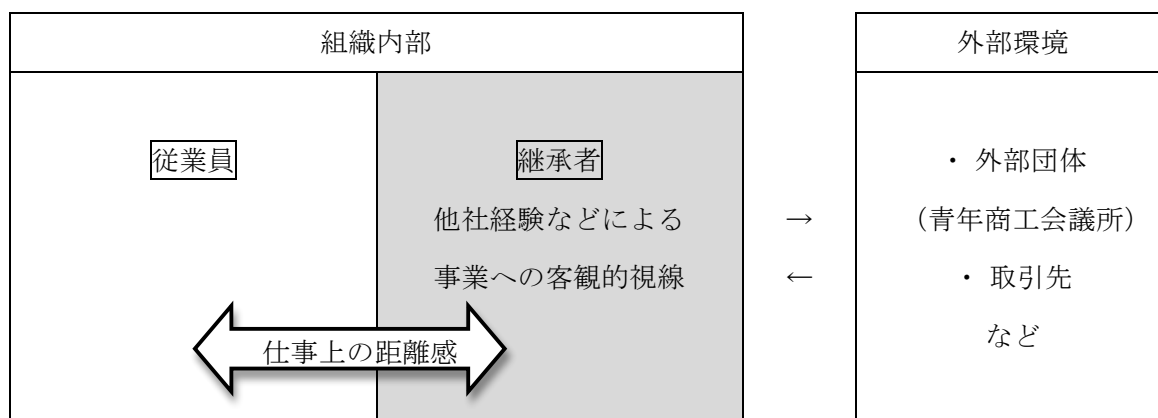 組織内部
外部環境
従業員
継承者
他社経験などによる
事業への客観的視線
仕事上の距離感
→
←
・ 外部団体
（青年商工会議所）
・ 取引先
など